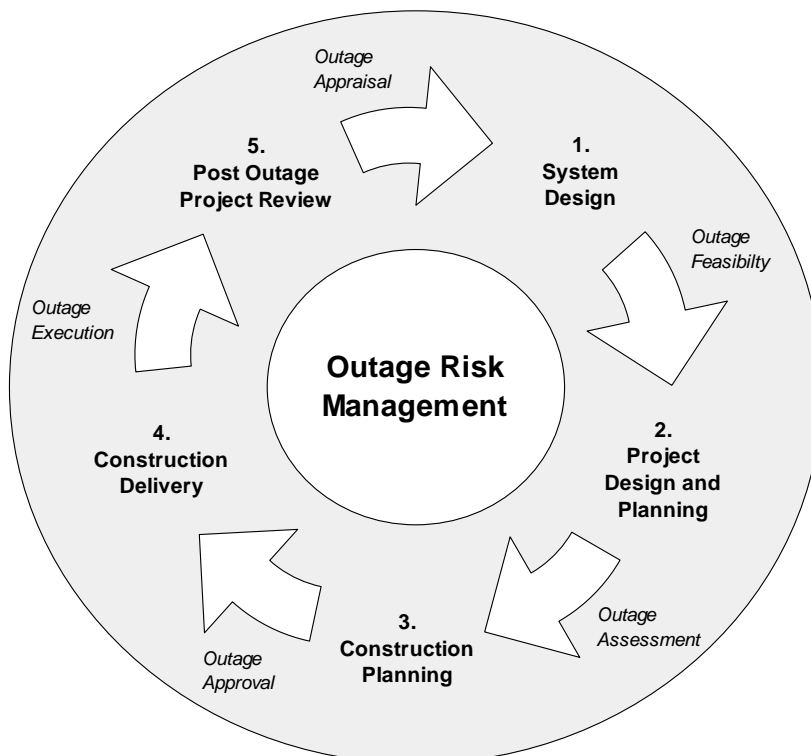 Outage
Appraisal
1.
System
Design
Outage
Feasibilty
2.
Project
Design and
Planning
Outage
Assessment
3.
Construction
Planning
Outage
Approval
4.
Construction
Delivery
Outage
Execution
5.
Post Outage
Project Review
Outage Risk
Management